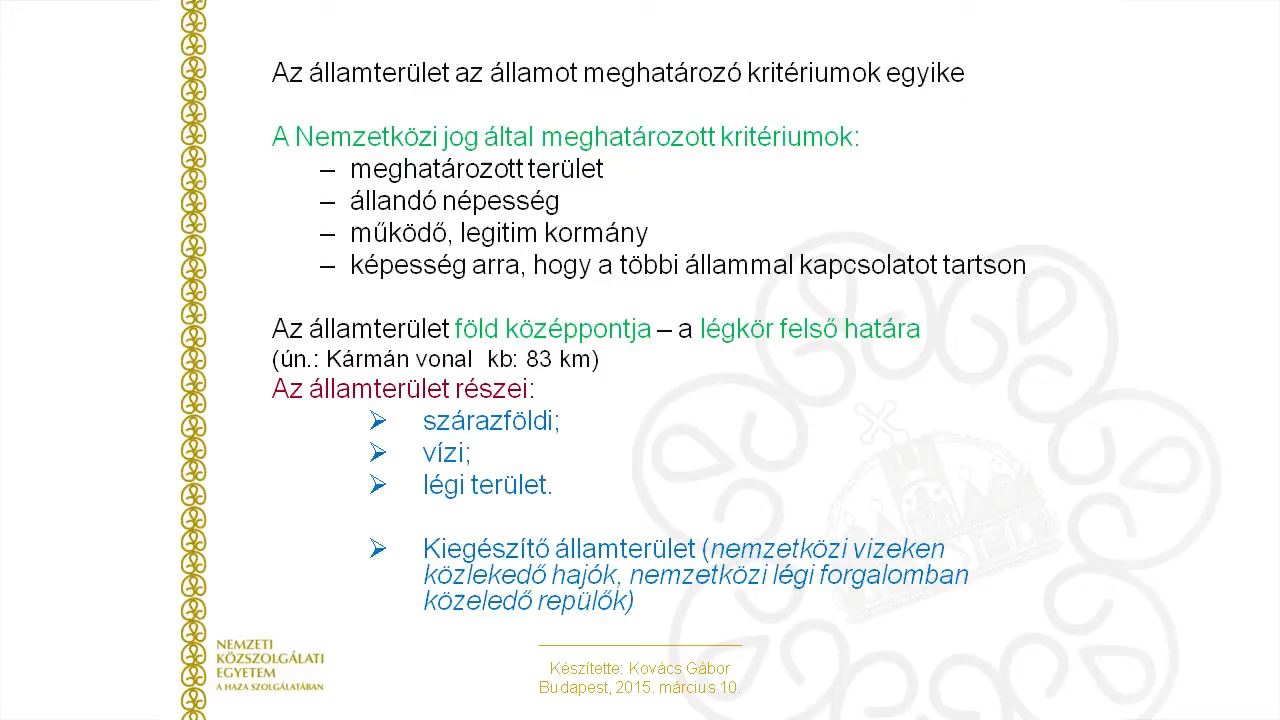 Az államterület az államot meghatározó kritériumok egyike
A Nemzetközi jog által meghatározott kritériumok:
– meghatározott terület
– állandó népesség
– működő, legitim kormány
– képesség arra, hogy a többi állammal kapcsolatot tartson
Az államterület föld középpontja – a légkör felső határa
(ún.: Kármán vonal kb: 83 km)
Az államterület részei:
➢ szárazföldi;
➢ vízi;
➢ légi terület.
➢ Kiegészítő államterület (nemzetközi vizeken
közlekedő hajók, nemzetközi légi forgalomban
közeledő repülők)
NEMZETI
KÖZSZOLGÁLATI
EGYETEM
A HAZA SZOLGÁLATÁBAN
Készítette: Kovács Gábor
Budapest, 2015. március 10.